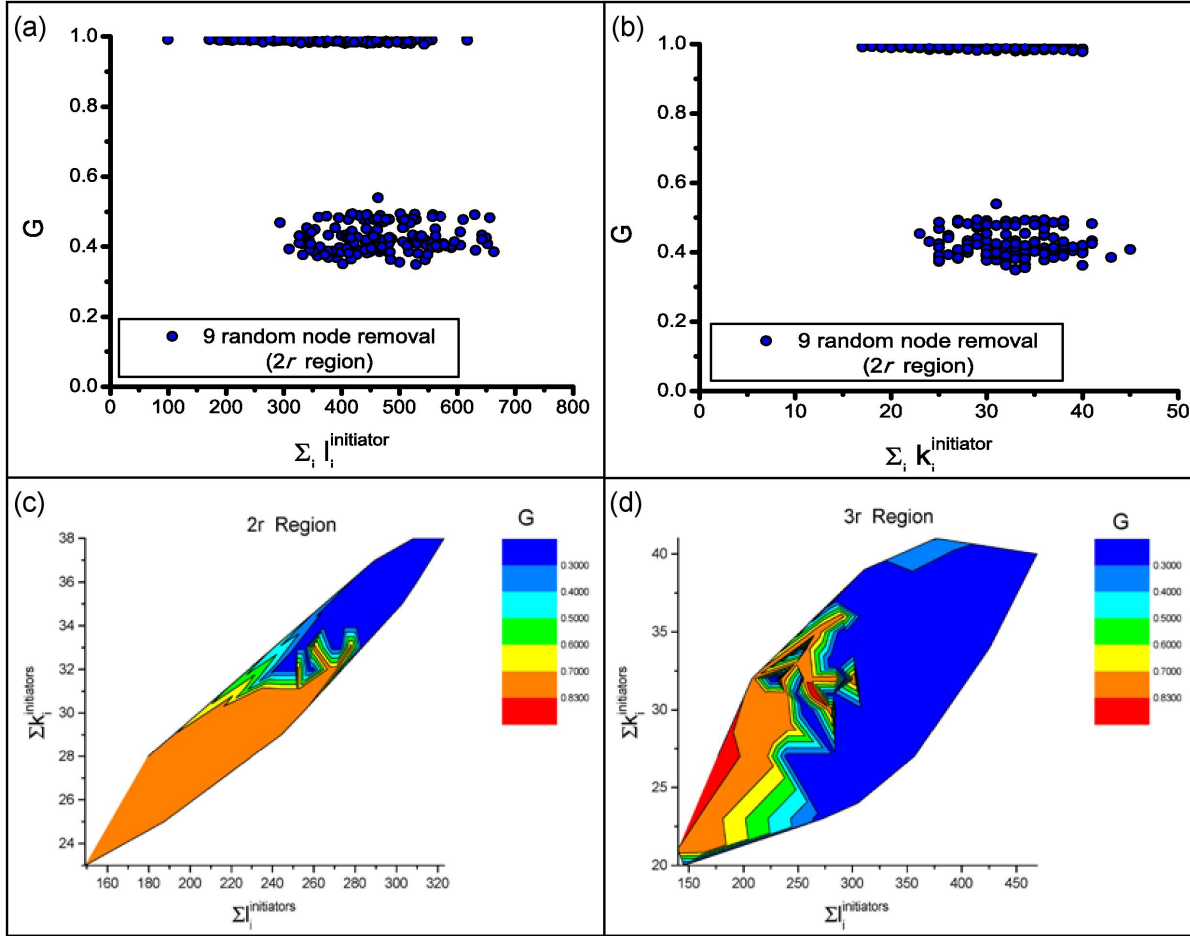 (a)
1.0
0.8
0.6
0.4
0.2
0.0
G
9 random node removal
(2r region)
0 100 200 300 400 500 600 700 800
Σi liinitiator
(b)
1.0
0.8
0.6
0.4
0.2
0.0
G
9 random node removal
(2r region)
0 10 20 30 40 50
Σi kiinitiator
(c)
2r Region
G
38
36
34
32
30
28
26
24
Σkiinitiators
0.3000
0.4000
0.5000
0.6000
0.7000
0.8300
160 180 200 220 240 260 280 300 320
Σliinitiators
(d)
3r Region
G
40
35
30
25
20
Σkiinitiators
0.3000
0.4000
0.5000
0.6000
0.7000
0.8300
150 200 250 300 350 400 450
Σliinitiators